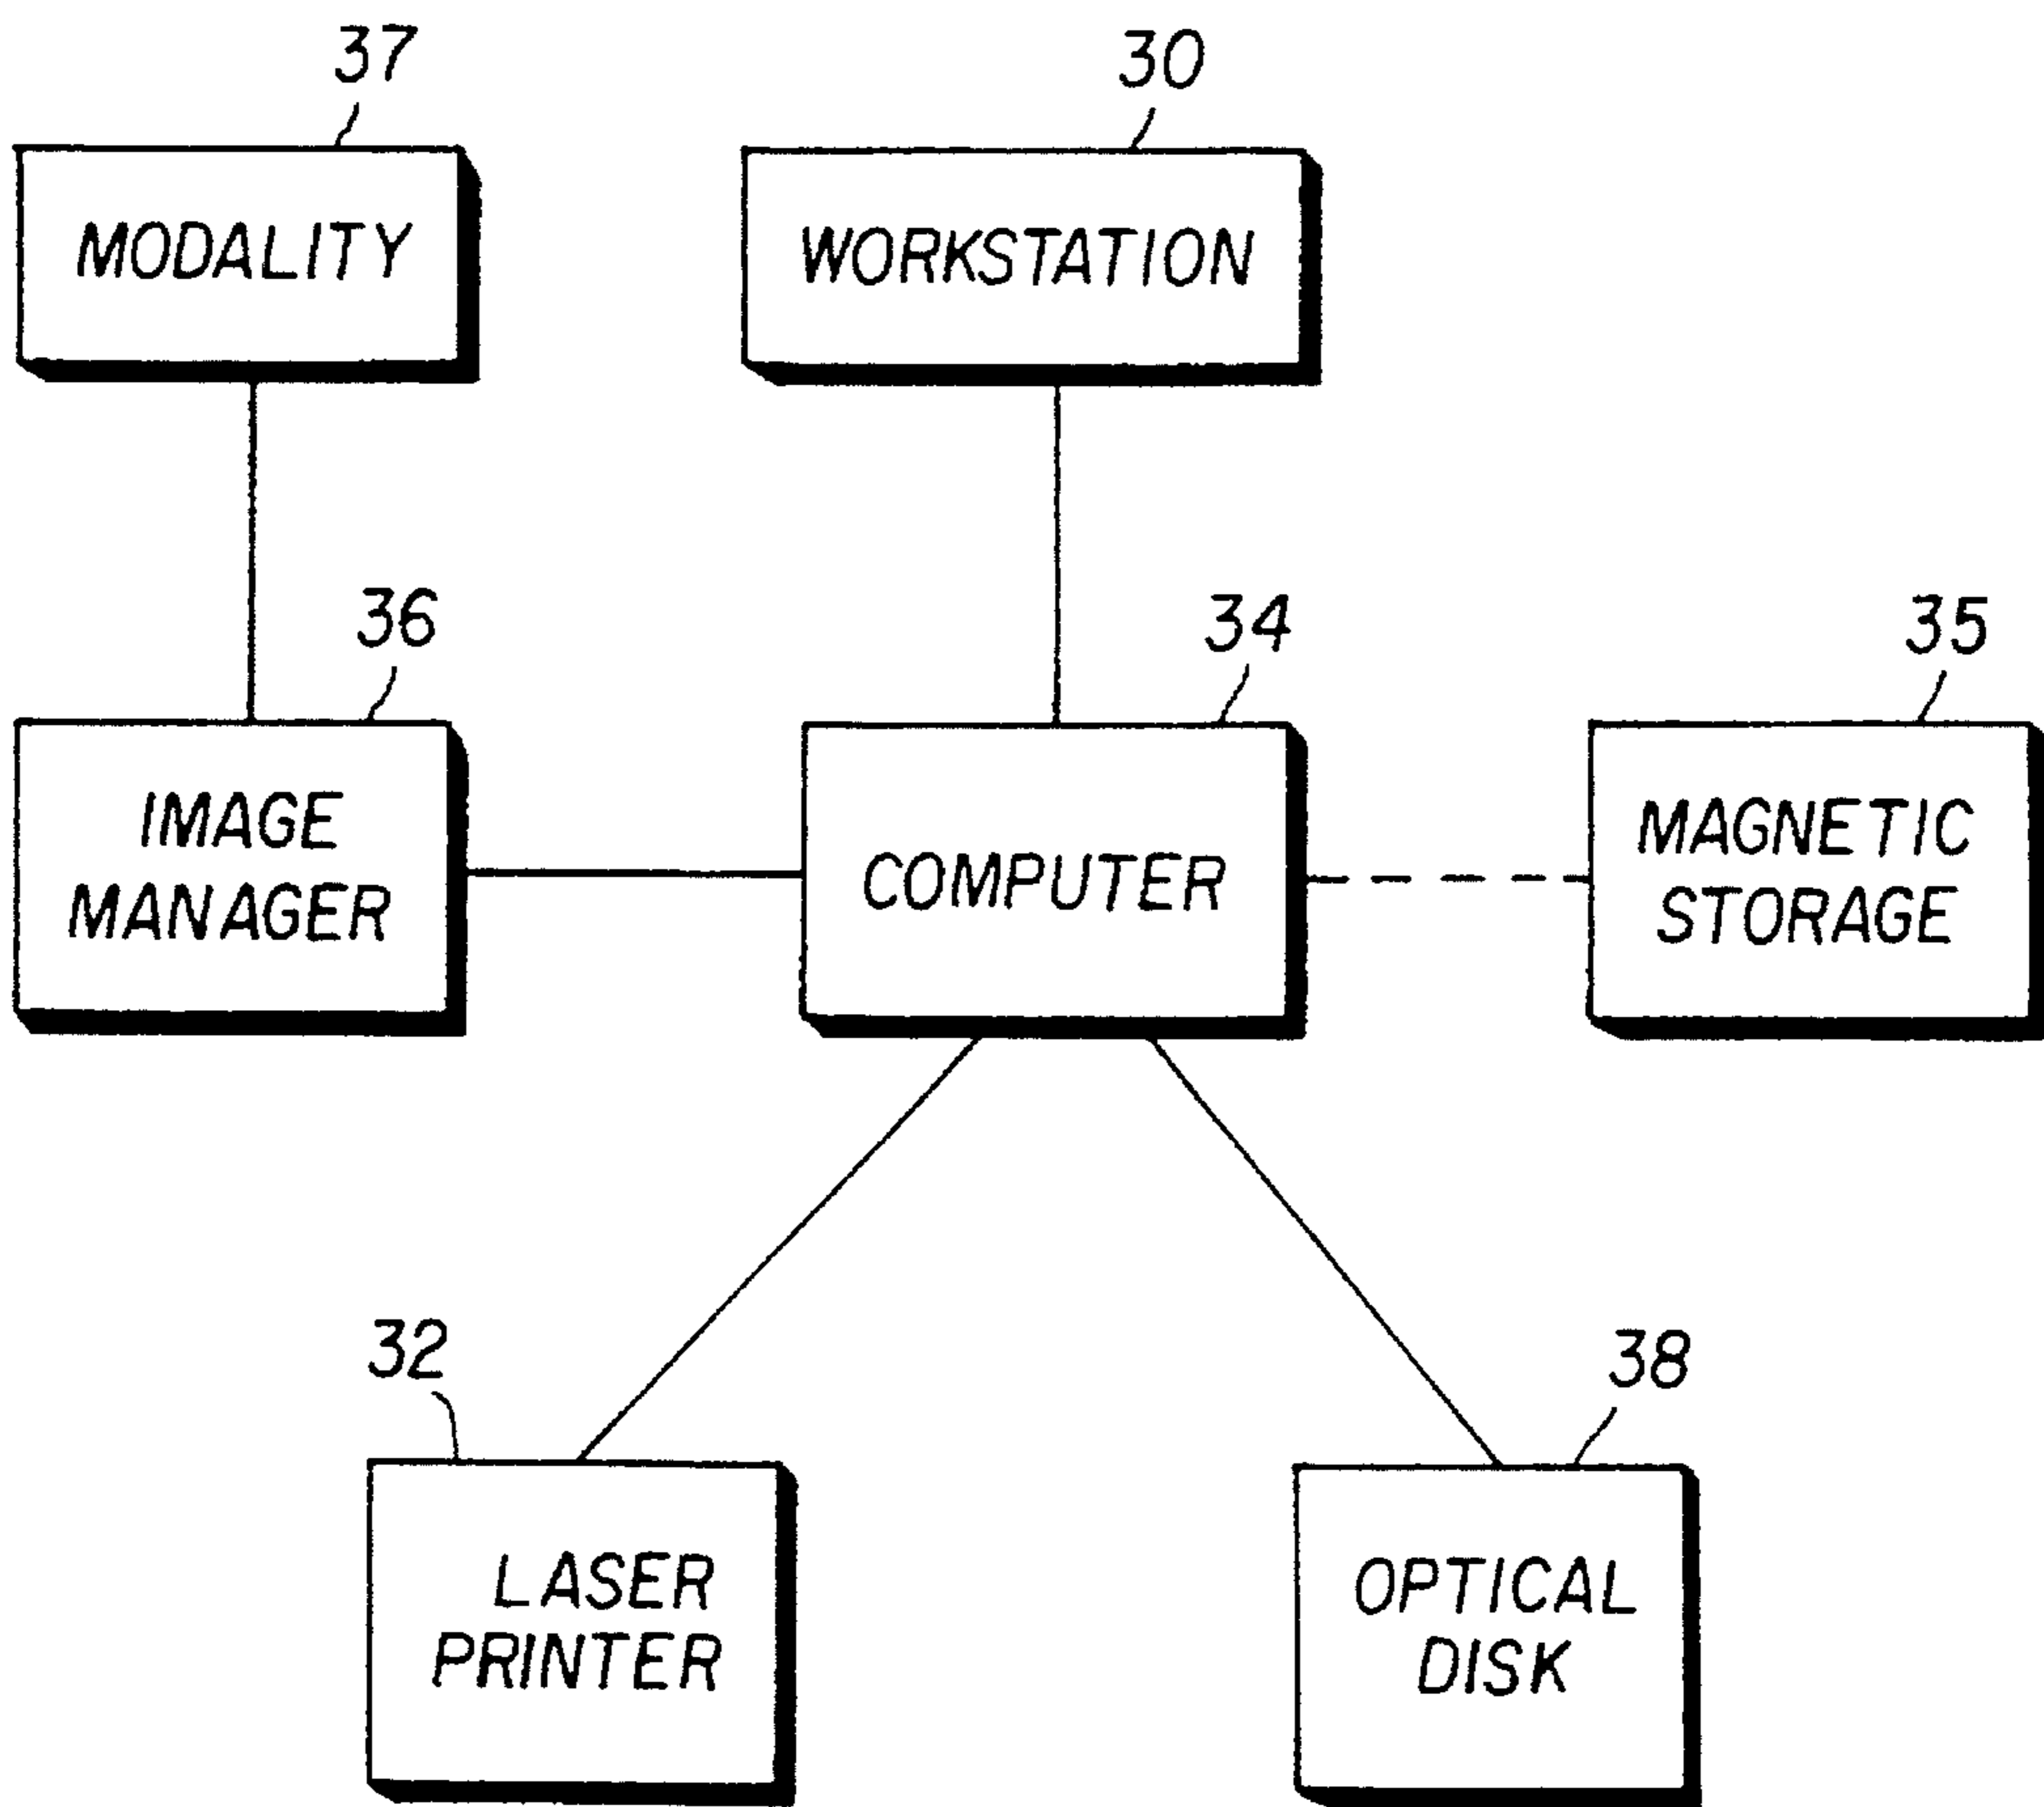 37
30
MODALITY
WORKSTATION
36
34
35
IMAGE
MANAGER
COMPUTER
MAGNETIC
STORAGE
32
38
LASER
PRINTER
OPTICAL
DISK